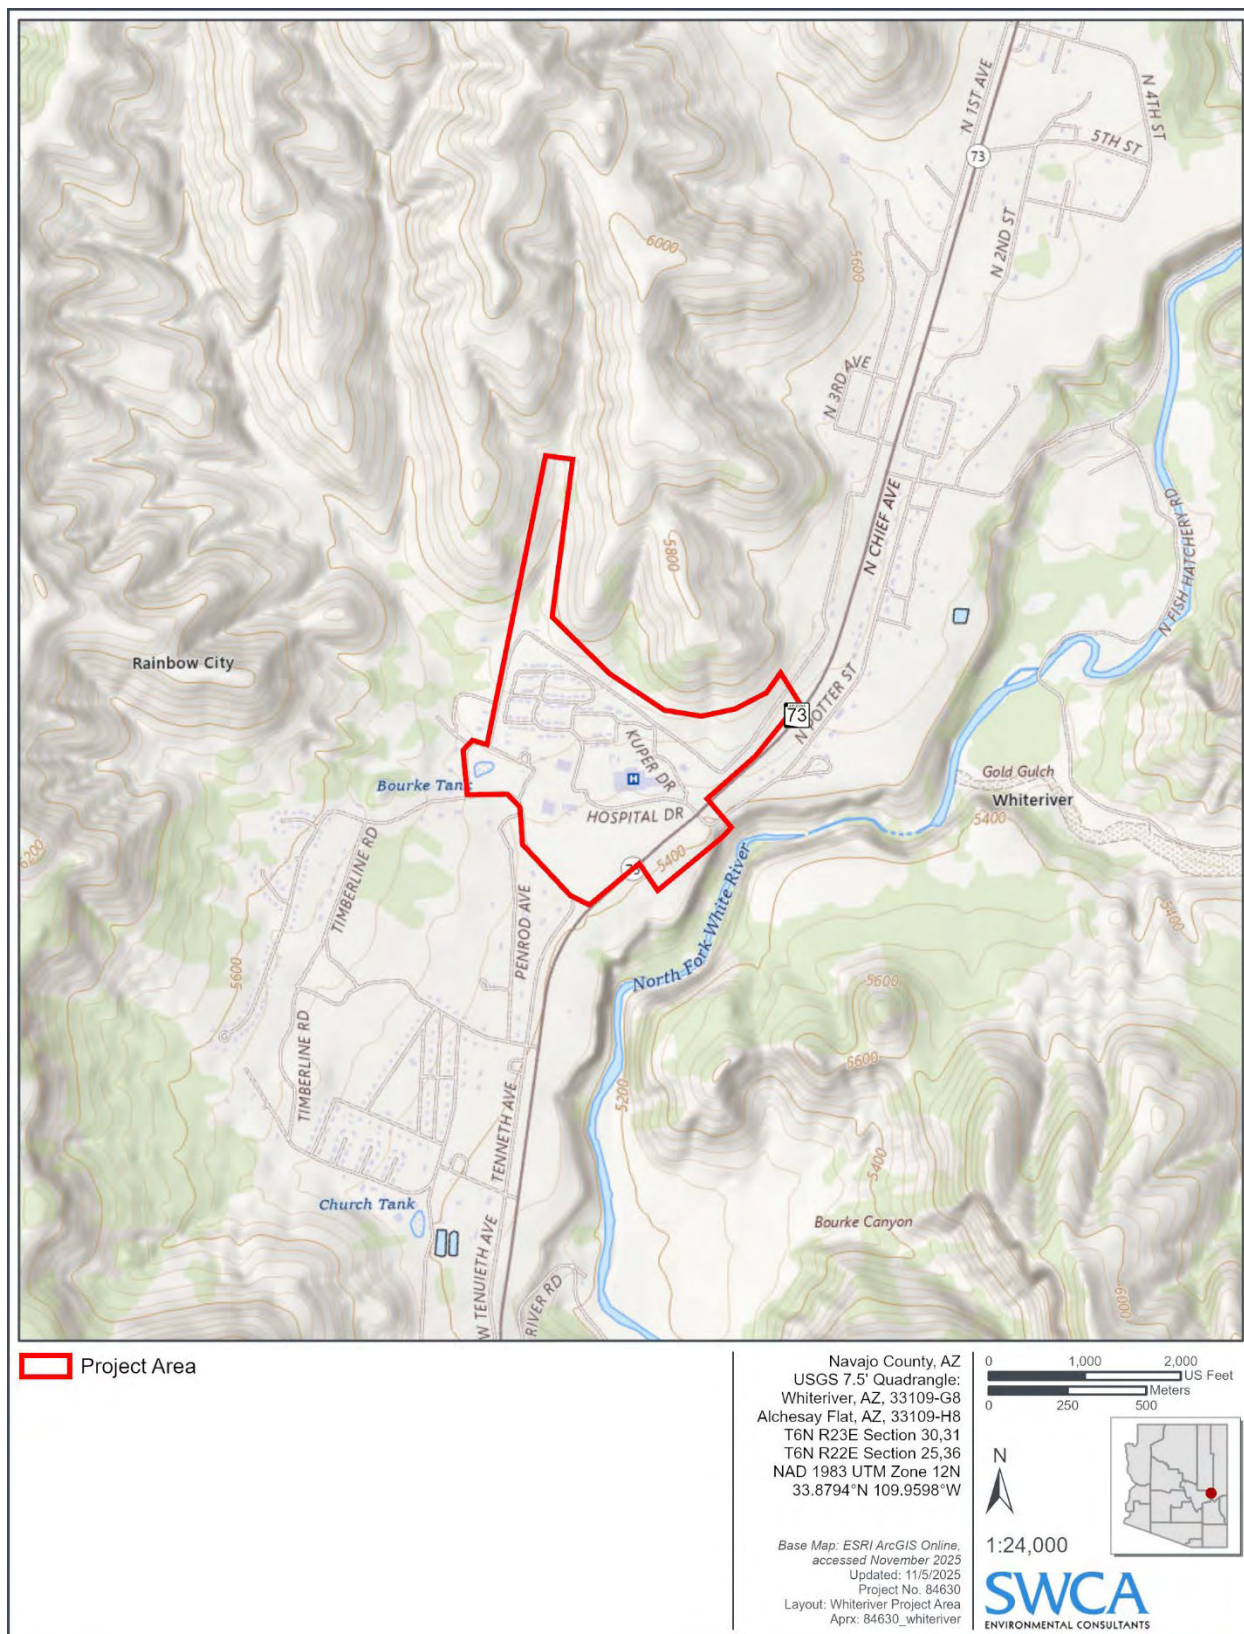 N 1ST AVE
N 4TH ST
73
5TH ST
N 2ND ST
6000
5600
N 3RD AVE
N CHIEF AVE
N FISH HATCHERY RD
5800
Rainbow City
73
N POTTER ST
KUPER DR
H
Bourke Tank
HOSPITAL DR
Gold Gulch
Whiteriver
5400
6200
TIMBERLINE RD
73
5400
North Fork White River
PENROD AVE
5400
5600
5600
TIMBERLINE RD
5600
5200
TENNETH AVE
5400
Church Tank
Bourke Canyon
W TENUIETH AVE
RIVER RD
6000
Project Area
Navajo County, AZ
USGS 7.5' Quadrangle:
Whiteriver, AZ, 33109-G8
Alchesay Flat, AZ, 33109-H8
T6N R23E Section 30,31
T6N R22E Section 25,36
NAD 1983 UTM Zone 12N
33.8794°N 109.9598°W
Base Map: ESRI ArcGIS Online,
accessed November 2025
Updated: 11/5/2025
Project No. 84630
Layout: Whiteriver Project Area
Aprx: 84630_whiteriver
0 1,000 2,000
US Feet
Meters
0 250 500
N
1:24,000
SWCA
ENVIRONMENTAL CONSULTANTS